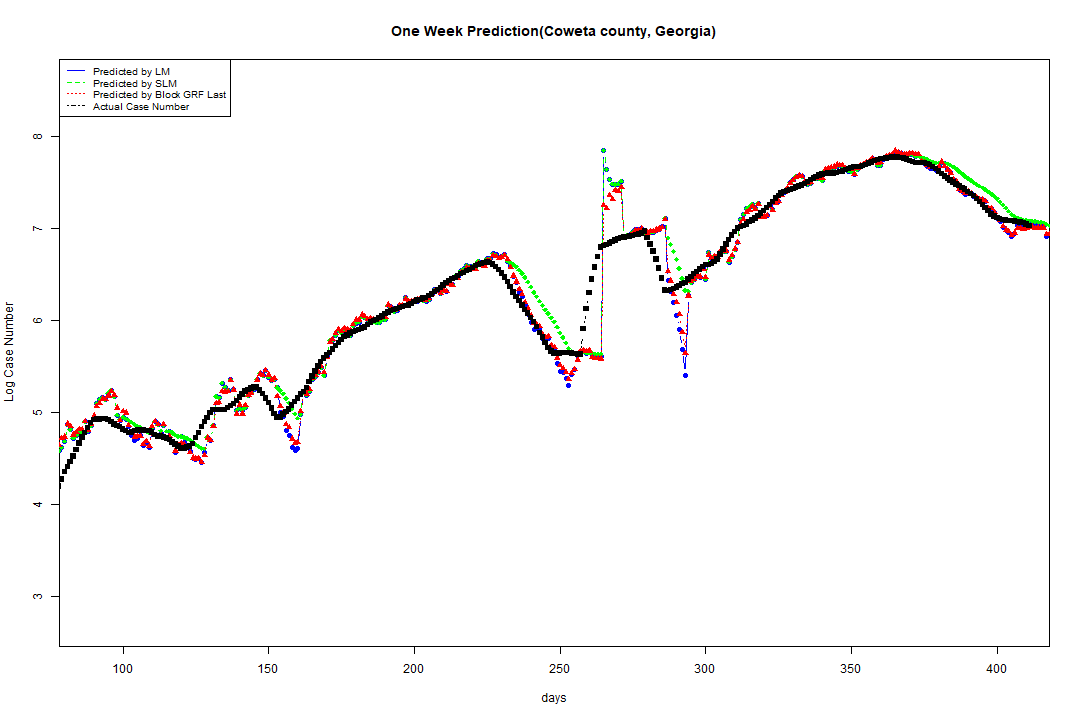 One Week Prediction(Coweta county, Georgia)
Predicted by LM
Predicted by SLM
Predicted by Block GRF Last
Actual Case Number
8
7
6
5
4
3
Log Case Number
100 150 200 250 300 350 400
days